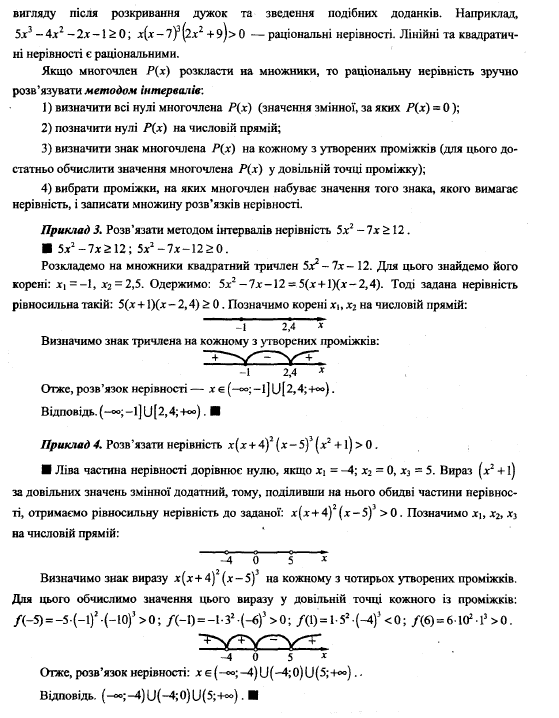 вигляду після розкривання дужок та зведення подібних доданків. Наприклад,
5x³ − 4x² − 2x − 1 ≥ 0; x(x − 7)³(2x² + 9) > 0 — раціональні нерівності. Лінійні та квадратич-
ні нерівності є раціональними.
Якщо многочлен P(x) розкласти на множники, то раціональну нерівність зручно
розв’язувати методом інтервалів:
1) визначити всі нулі многочлена P(x) (значення змінної, за яких P(x) = 0);
2) позначити нулі P(x) на числовій прямій;
3) визначити знак многочлена P(x) на кожному з утворених проміжків (для цього до-
статньо обчислити значення многочлена P(x) у довільній точці проміжку);
4) вибрати проміжки, на яких многочлен набуває значення того знака, якого вимагає
нерівність, і записати множину розв’язків нерівності.
Приклад 3. Розв’язати методом інтервалів нерівність 5x² − 7x ≥ 12.
■ 5x² − 7x ≥ 12; 5x² − 7x − 12 ≥ 0.
Розкладемо на множники квадратний тричлен 5x² − 7x − 12. Для цього знайдемо його
корені: x₁ = −1, x₂ = 2,5. Одержимо: 5x² − 7x − 12 = 5(x + 1)(x − 2,4). Тоді задана нерівність
рівносильна такій: 5(x + 1)(x − 2,4) ≥ 0. Позначимо корені x₁, x₂ на числовій прямій:
−1 2,4 x
Визначимо знак тричлена на кожному з утворених проміжків:
+ − +
−1 2,4 x
Отже, розв’язок нерівності — x ∈ (−∞; −1] ∪ [2,4; +∞).
Відповідь. (−∞; −1] ∪ [2,4; +∞). ■
Приклад 4. Розв’язати нерівність x(x + 4)²(x − 5)³(x² + 1) > 0.
■ Ліва частина нерівності дорівнює нулю, якщо x₁ = −4; x₂ = 0, x₃ = 5. Вираз (x² + 1)
за довільних значень змінної додатний, тому, поділивши на нього обидві частини нерівнос-
ті, отримаємо рівносильну нерівність до заданої: x(x + 4)²(x − 5)³ > 0. Позначимо x₁, x₂, x₃
на числовій прямій:
−4 0 5 x
Визначимо знак виразу x(x + 4)²(x − 5)³ на кожному з чотирьох утворених проміжків.
Для цього обчислимо значення цього виразу у довільній точці кожного із проміжків:
f(−5) = −5·(−1)²·(−10)³ > 0; f(−1) = −1·3²·(−6)³ > 0; f(1) = 1·5²·(−4)³ < 0; f(6) = 6·10²·1³ > 0.
+ + − +
−4 0 5 x
Отже, розв’язок нерівності: x ∈ (−∞; −4) ∪ (−4; 0) ∪ (5; +∞)..
Відповідь. (−∞; −4) ∪ (−4; 0) ∪ (5; +∞). ■